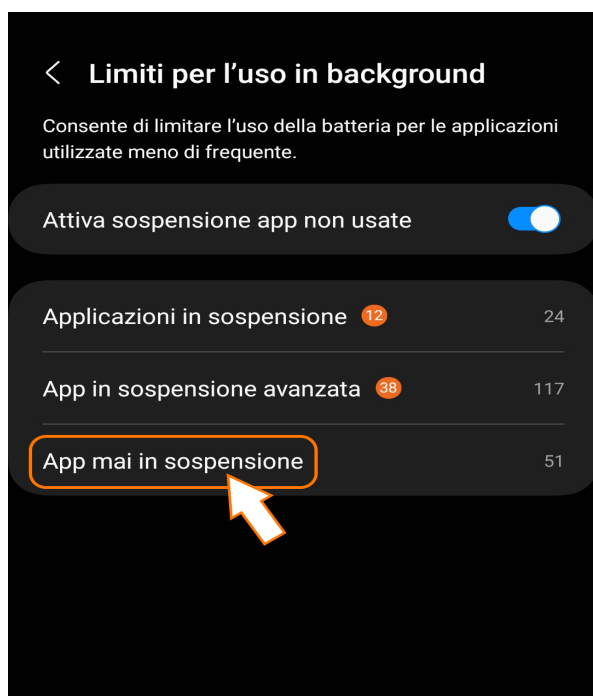 Limiti per l'uso in background
Consente di limitare l'uso della batteria per le applicazioni
utilizzate meno di frequente.
Attiva sospensione app non usate
Applicazioni in sospensione 12 24
App in sospensione avanzata 38 117
App mai in sospensione 51